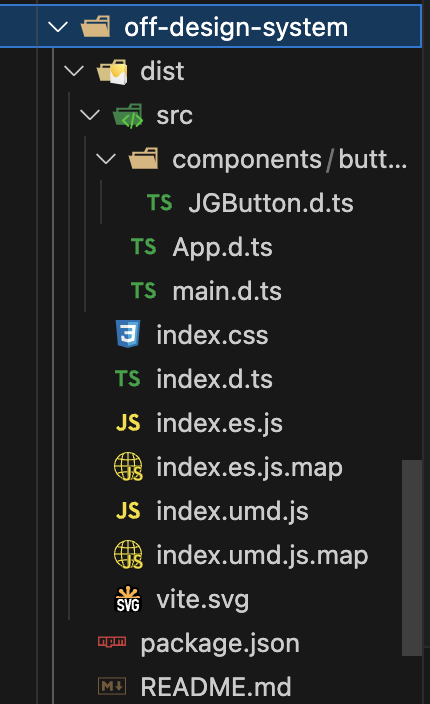 off-design-system
dist
src
components/butt...
TS JGButton.d.ts
TS App.d.ts
TS main.d.ts
3 index.css
TS index.d.ts
JS index.es.js
JS index.es.js.map
JS index.umd.js
JS index.umd.js.map
SVG vite.svg
npm package.json
M README.md